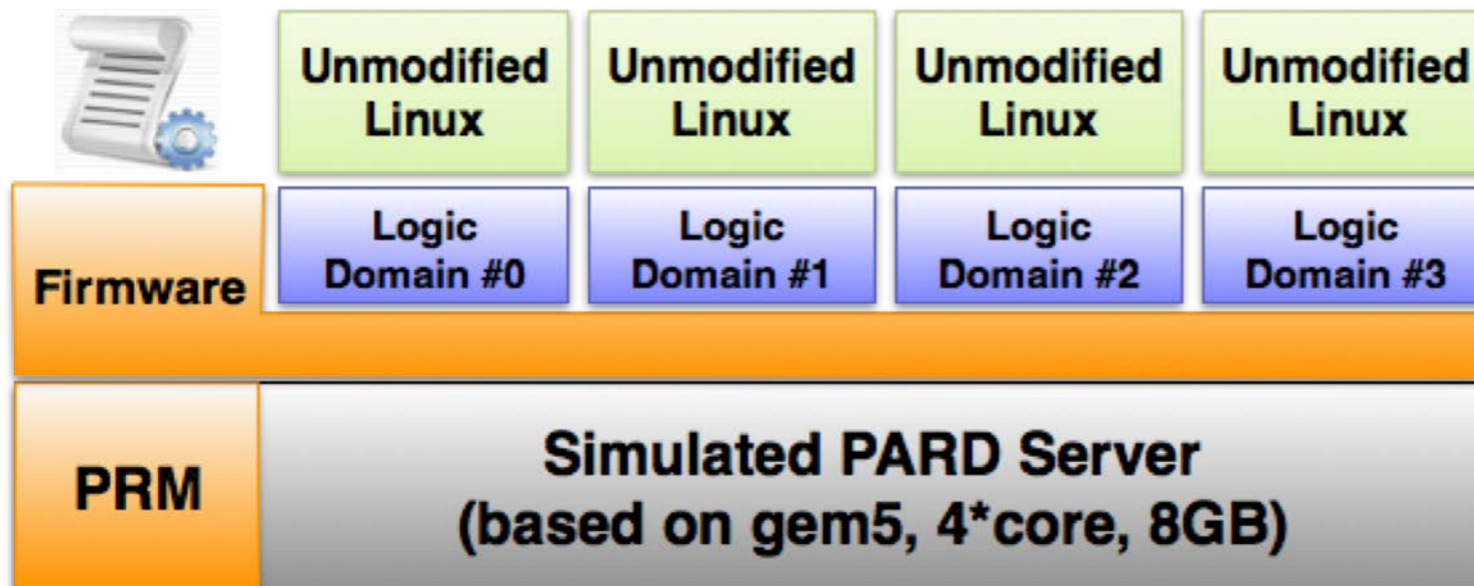 Unmodified
Linux
Unmodified
Linux
Unmodified
Linux
Unmodified
Linux
Firmware
Logic
Domain #0
Logic
Domain #1
Logic
Domain #2
Logic
Domain #3
PRM
Simulated PARD Server
(based on gem5, 4*core, 8GB)